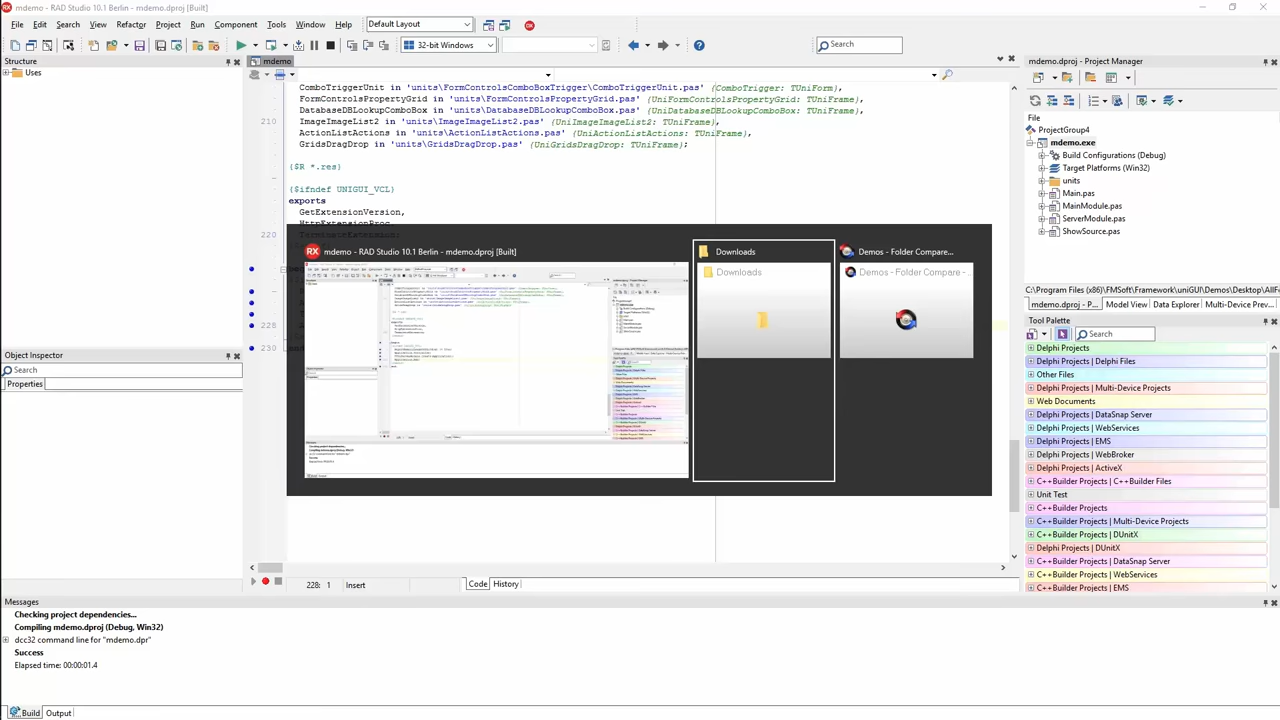 mdemo - RAD Studio 10.1 Berlin - mdemo.dproj [Built]
File Edit Search View Refactor Project Run Component Tools Window Help Default Layout
32-bit Windows Search
Structure
Uses
mdemo
ComboTriggerUnit in 'units\FormControlsComboBoxTrigger\ComboTriggerUnit.pas' {ComboTrigger: TUniForm},
FormControlsPropertyGrid in 'units\FormControlsPropertyGrid.pas' {UniFormControlsPropertyGrid: TUniFrame},
Dax in 'units\DatabaseDBLookupComboBox.pas' {UniDatabaseDBLookupComboBox: TUniFrame},
210 ImageImageList2 in 'units\ImageImageList2.pas' {UniImageImageList2: TUniFrame},
ActionListActions in 'units\ActionListActions.pas' {UniActionListActions: TUniFrame},
GridsDragDrop in 'units\GridsDragDrop.pas' {UniGridsDragDrop: TUniFrame};
{$R *.res}
{$ifndef UNIGUI_VCL}
exports
GetExtensionVersion,
HttpExtensionProc,
220 TerminateExtension;
228
230
mdemo - RAD Studio 10.1 Berlin - mdemo.dproj [Built]
Downloads
Downloads
Demos - Folder Compare...
Demos - Folder Compare - ...
228: 1 Insert Code History
Object Inspector
Search
Properties
mdemo.dproj - Project Manager
File
ProjectGroup4
mdemo.exe
Build Configurations (Debug)
Target Platforms (Win32)
units
Main.pas
MainModule.pas
ServerModule.pas
ShowSource.pas
mdemo.dproj - P... Model View Data Explorer Multi-Device Prev...
Tool Palette
Search
Delphi Projects
Delphi Projects | Delphi Files
Other Files
Delphi Projects | Multi-Device Projects
Web Documents
Delphi Projects | DataSnap Server
Delphi Projects | WebServices
Delphi Projects | EMS
Delphi Projects | WebBroker
Delphi Projects | ActiveX
C++Builder Projects | C++Builder Files
Unit Test
C++Builder Projects
C++Builder Projects | Multi-Device Projects
C++Builder Projects | DUnitX
Delphi Projects | DUnitX
C++Builder Projects | DataSnap Server
C++Builder Projects | WebServices
C++Builder Projects | EMS
Messages
Checking project dependencies...
Compiling mdemo.dproj (Debug, Win32)
dcc32 command line for "mdemo.dpr"
Success
Elapsed time: 00:00:01.4
Build Output